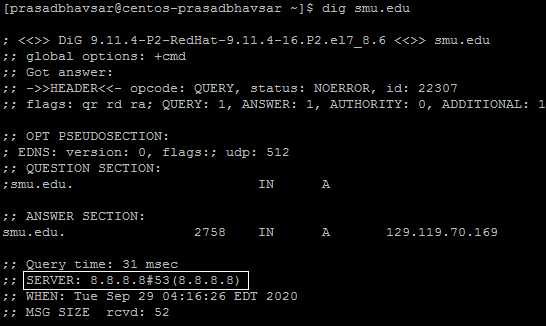 [prasadbhavsar@centos-prasadbhavsar ~]$ dig smu.edu
; <<>> DiG 9.11.4-P2-RedHat-9.11.4-16.P2.el7_8.6 <<>> smu.edu
;; global options: +cmd
;; Got answer:
;; ->>HEADER<<- opcode: QUERY, status: NOERROR, id: 22307
;; flags: qr rd ra; QUERY: 1, ANSWER: 1, AUTHORITY: 0, ADDITIONAL: 1
;; OPT PSEUDOSECTION:
; EDNS: version: 0, flags:; udp: 512
;; QUESTION SECTION:
;smu.edu. IN A
;; ANSWER SECTION:
smu.edu. 2758 IN A 129.119.70.169
;; Query time: 31 msec
;; SERVER: 8.8.8.8#53(8.8.8.8)
;; WHEN: Tue Sep 29 04:16:26 EDT 2020
;; MSG SIZE rcvd: 52